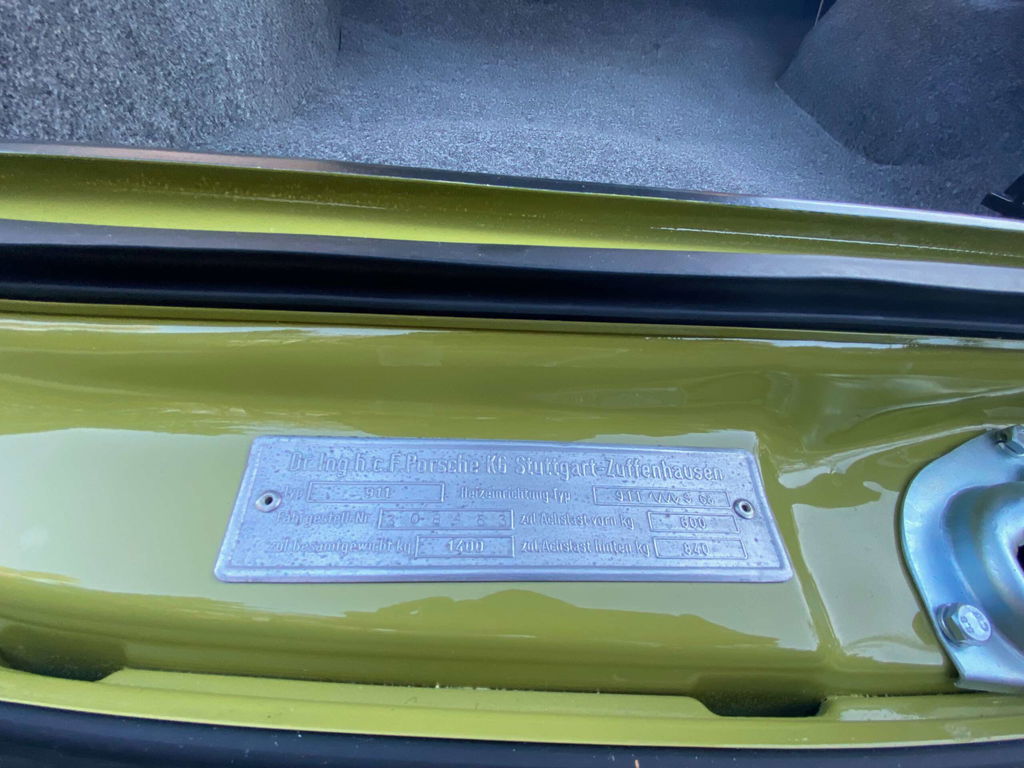 Dr. Ing. h.c. F. Porsche KG Stuttgart-Zuffenhausen
Typ 911 Heizeinrichtung Typ 911
Fahrgestell-Nr. zul. Achslast vorn kg 600
zul. Gesamtgewicht kg 1400 zul. Achslast hinten kg 840